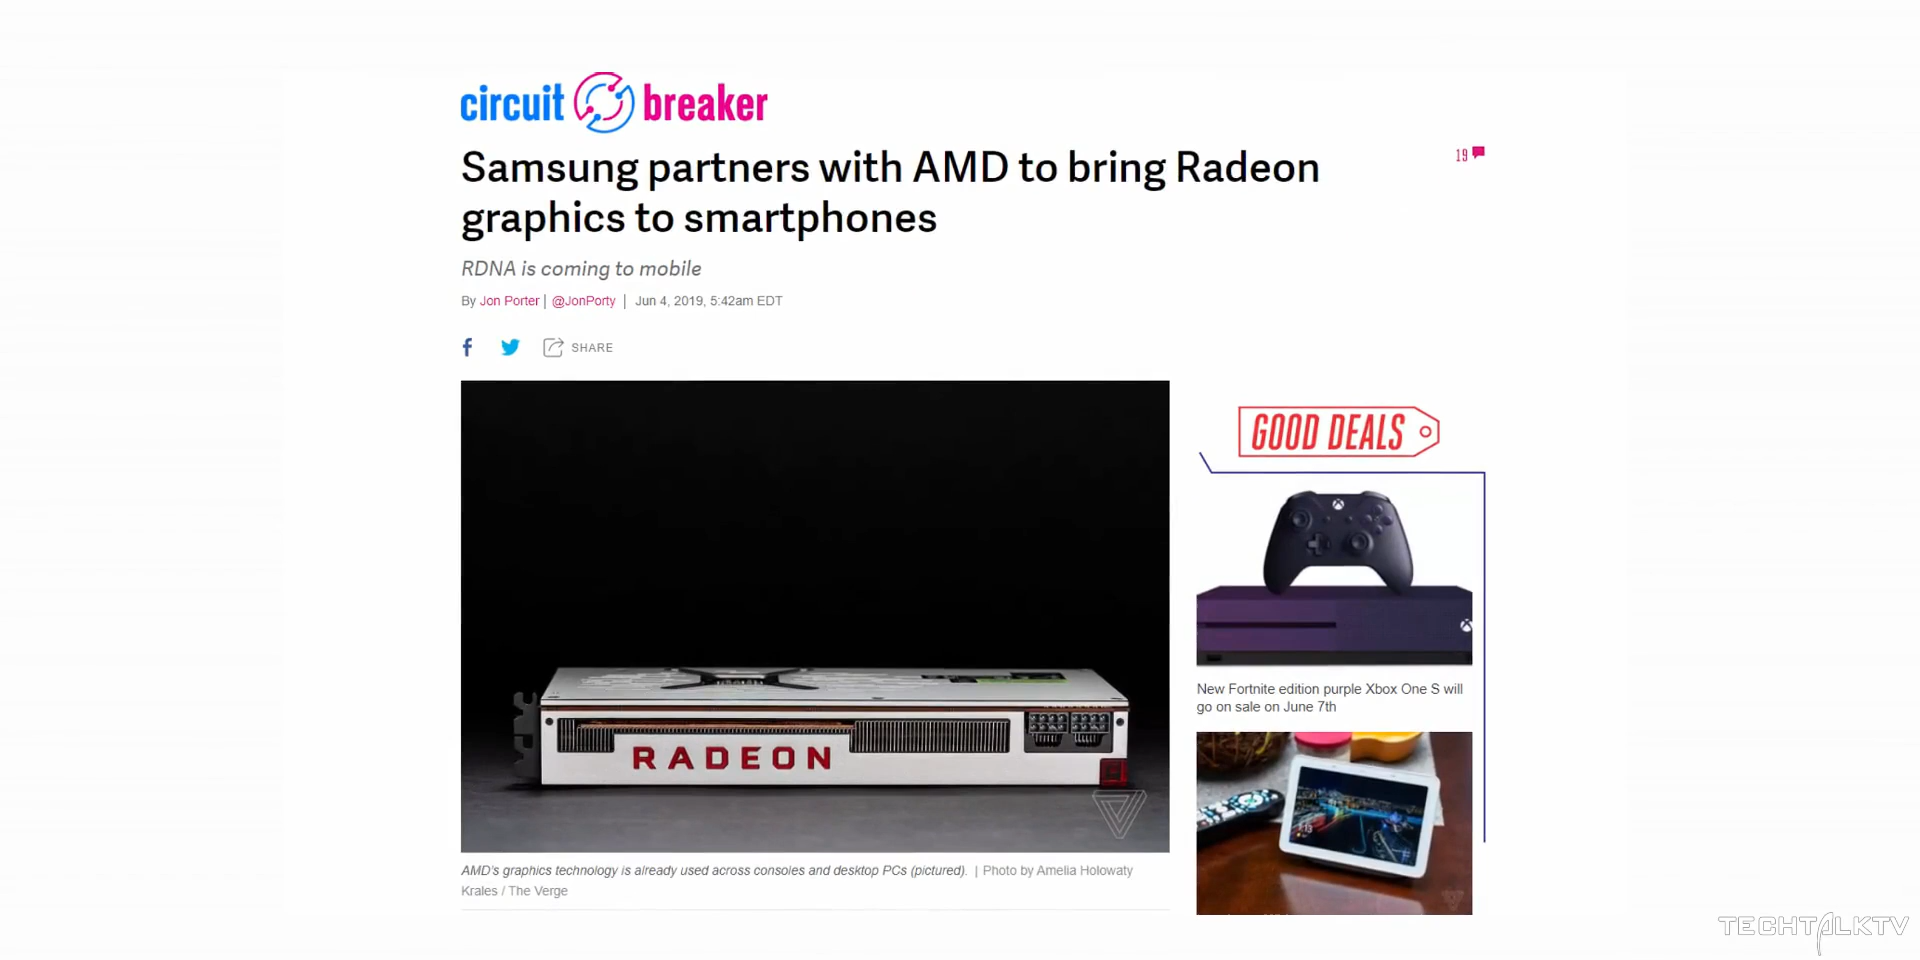 circuit breaker
Samsung partners with AMD to bring Radeon
graphics to smartphones
19
RDNA is coming to mobile
By Jon Porter | @JonPorty | Jun 4, 2019, 5:42am EDT
SHARE
GOOD DEALS
RADEON
New Fortnite edition purple Xbox One S will
go on sale on June 7th
1:13
AMD's graphics technology is already used across consoles and desktop PCs (pictured). | Photo by Amelia Holowaty
Krales / The Verge
TECHTALKTV